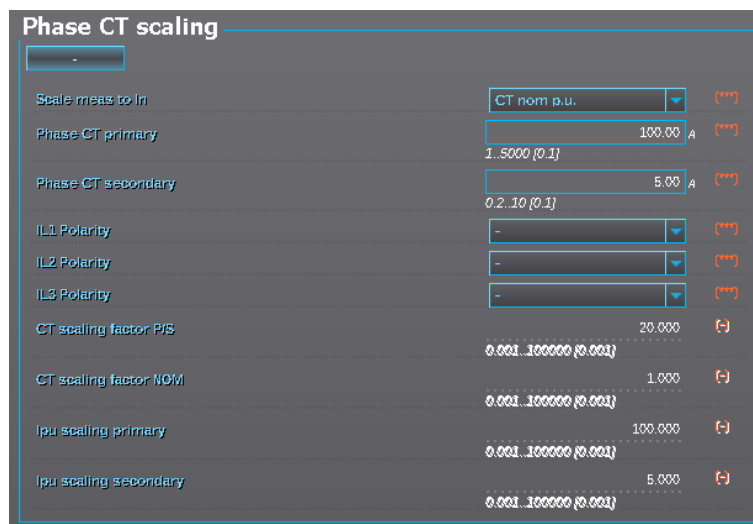 Phase CT scaling
-
Scale meas to In CT nom p.u. (***)
Phase CT primary 100.00 A (***)
1..5000 [0.1]
Phase CT secondary 5.00 A (***)
0.2..10 [0.1]
IL1 Polarity - (***)
IL2 Polarity - (***)
IL3 Polarity - (***)
CT scaling factor P/S 20.000 (-)
0.001..100000 [0.001]
CT scaling factor NOM 1.000 (-)
0.001..100000 [0.001]
Ipu scaling primary 100.000 (-)
0.001..100000 [0.001]
Ipu scaling secondary 5.000 (-)
0.001..100000 [0.001]